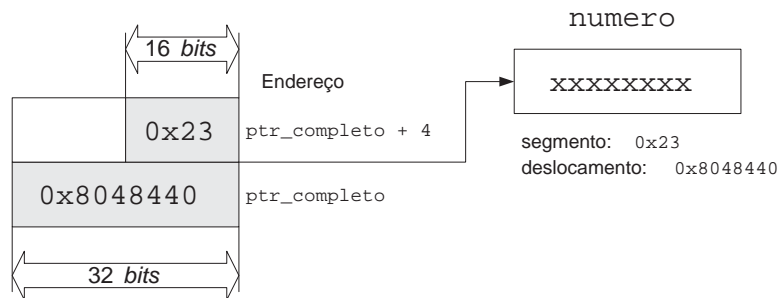 numero
16 bits
Endereço
xxxxxxxx
0x23
ptr_completo + 4
segmento: 0x23
deslocamento: 0x8048440
0x8048440
ptr_completo
32 bits